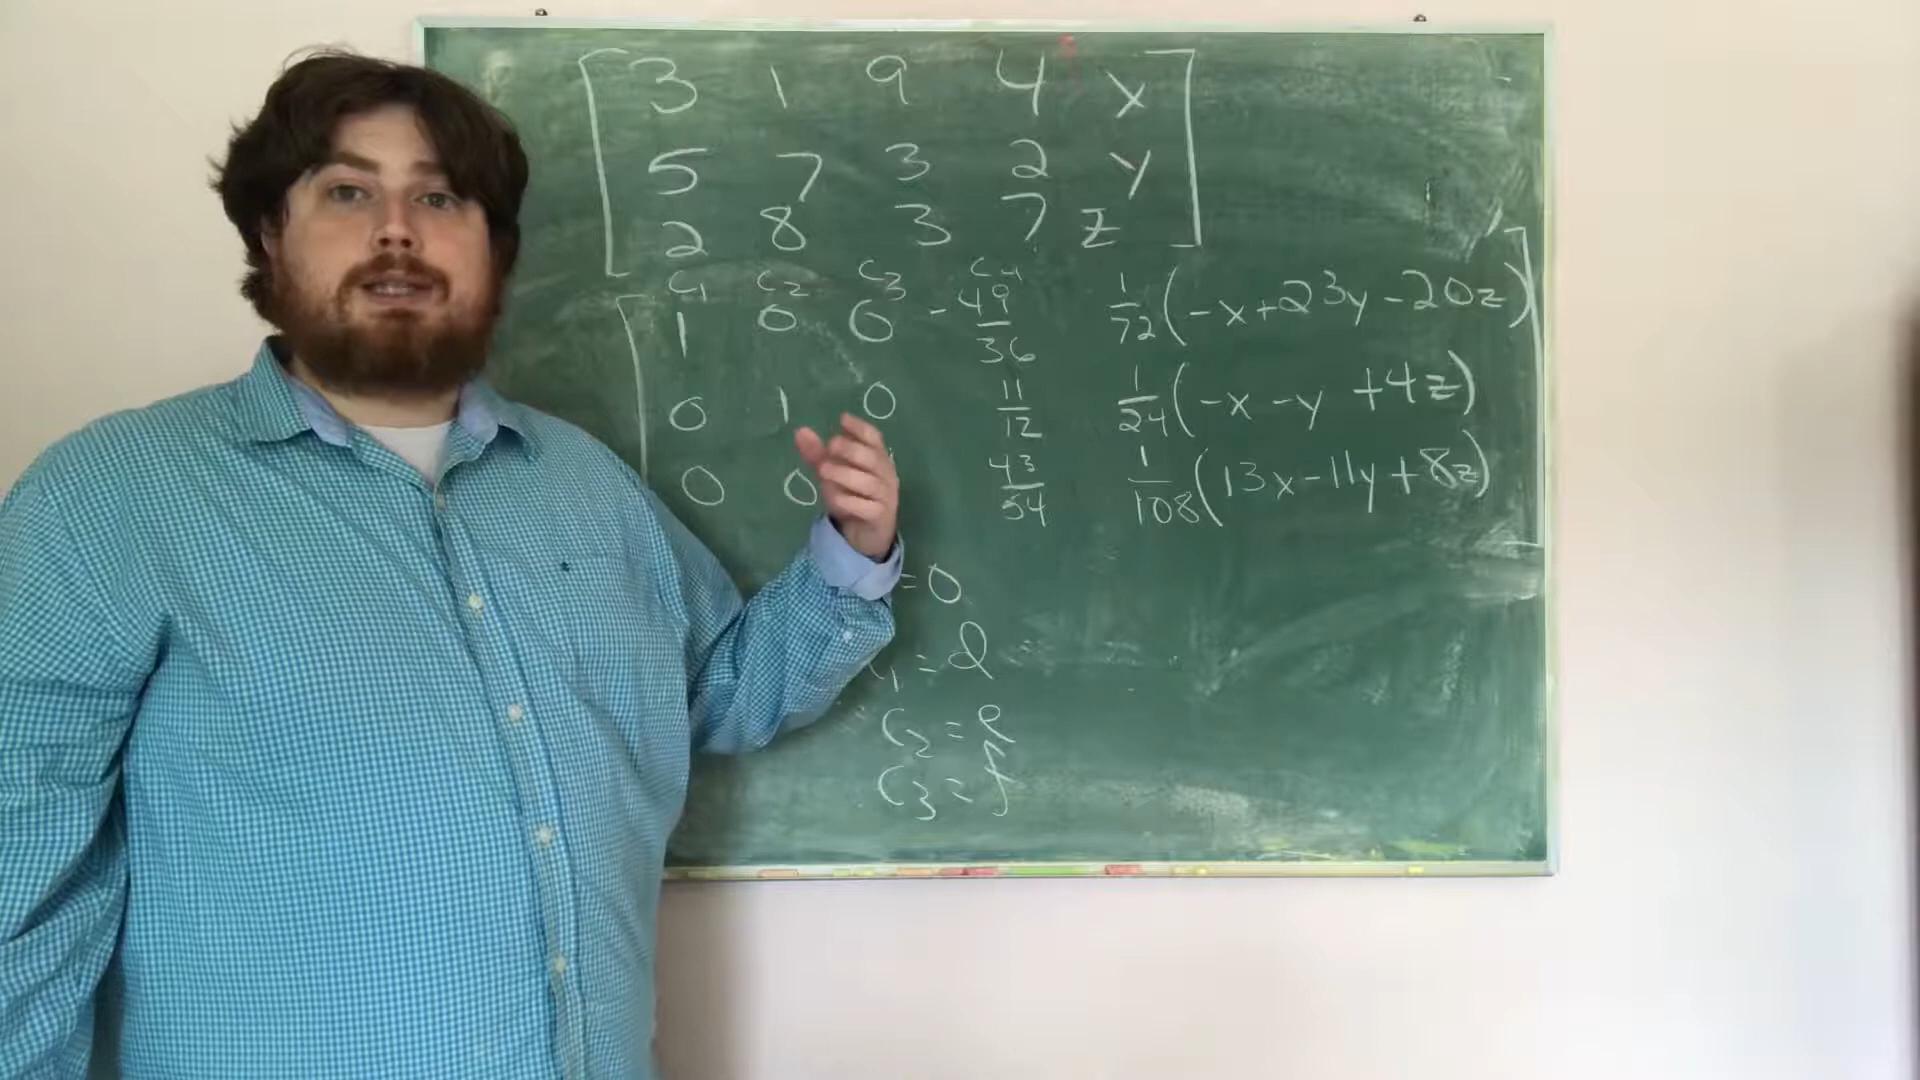 3 1 9 4 x
5 7 3 2 y
2 8 3 7 z
C1 C2 C3 C4
1 0 0 -49/36 1/72(-x+23y-20z)
0 1 0 11/12 1/24(-x-y+4z)
0 0 43/54 1/108(13x-11y+8z)
=0
C1=d
C2=e
C3=f